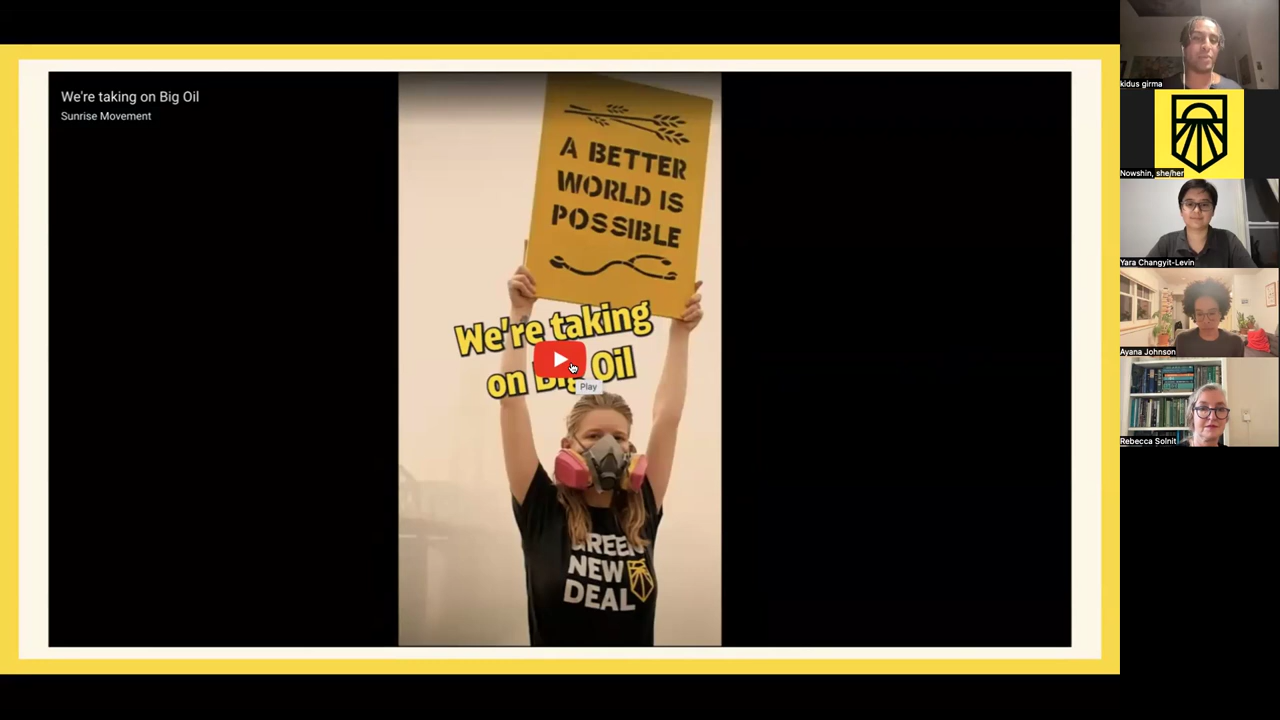 We're taking on Big Oil
Sunrise Movement
A BETTER
WORLD IS
POSSIBLE
We're taking
on Big Oil
Play
GREEN
NEW
DEAL
kidus girma
Nowshin, she/her
Yara Changyit-Levin
Ayana Johnson
Rebecca Solnit